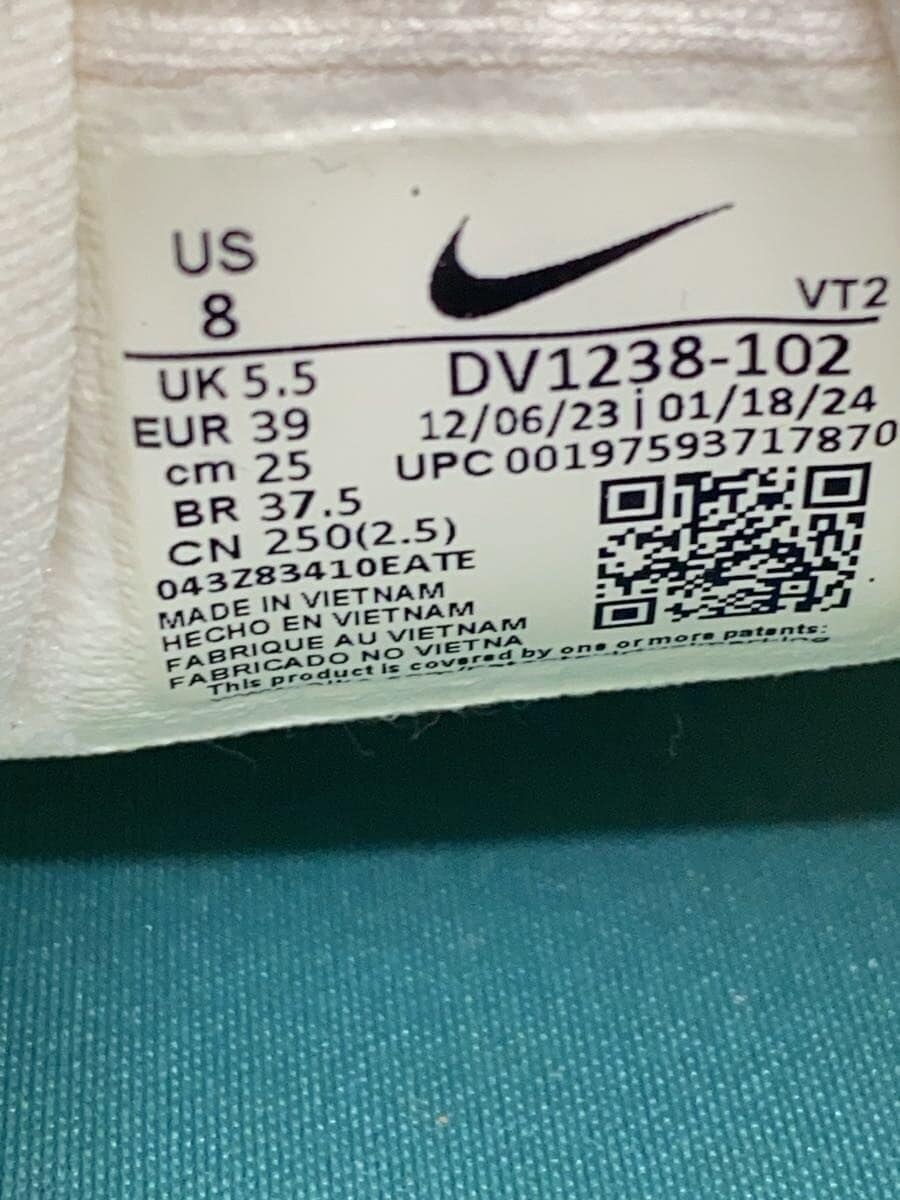 US
8
VT2
UK 5.5
DV1238-102
EUR 39
12/06/23 | 01/18/24
cm 25
UPC 00197593717870
BR 37.5
CN 250(2.5)
043Z83410EATE
MADE IN VIETNAM
HECHO EN VIETNAM
FABRIQUE AU VIETNAM
FABRICADO NO VIETNA
This product is covered by one or more patents: